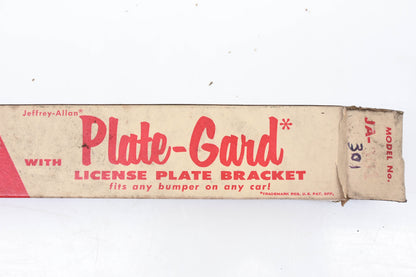 Jeffrey-Allan®
Plate-Gard*
WITH
LICENSE PLATE BRACKET
fits any bumper on any car!
*TRADEMARK REG. U.S. PAT. OFF.
MODEL No.
JA-
301